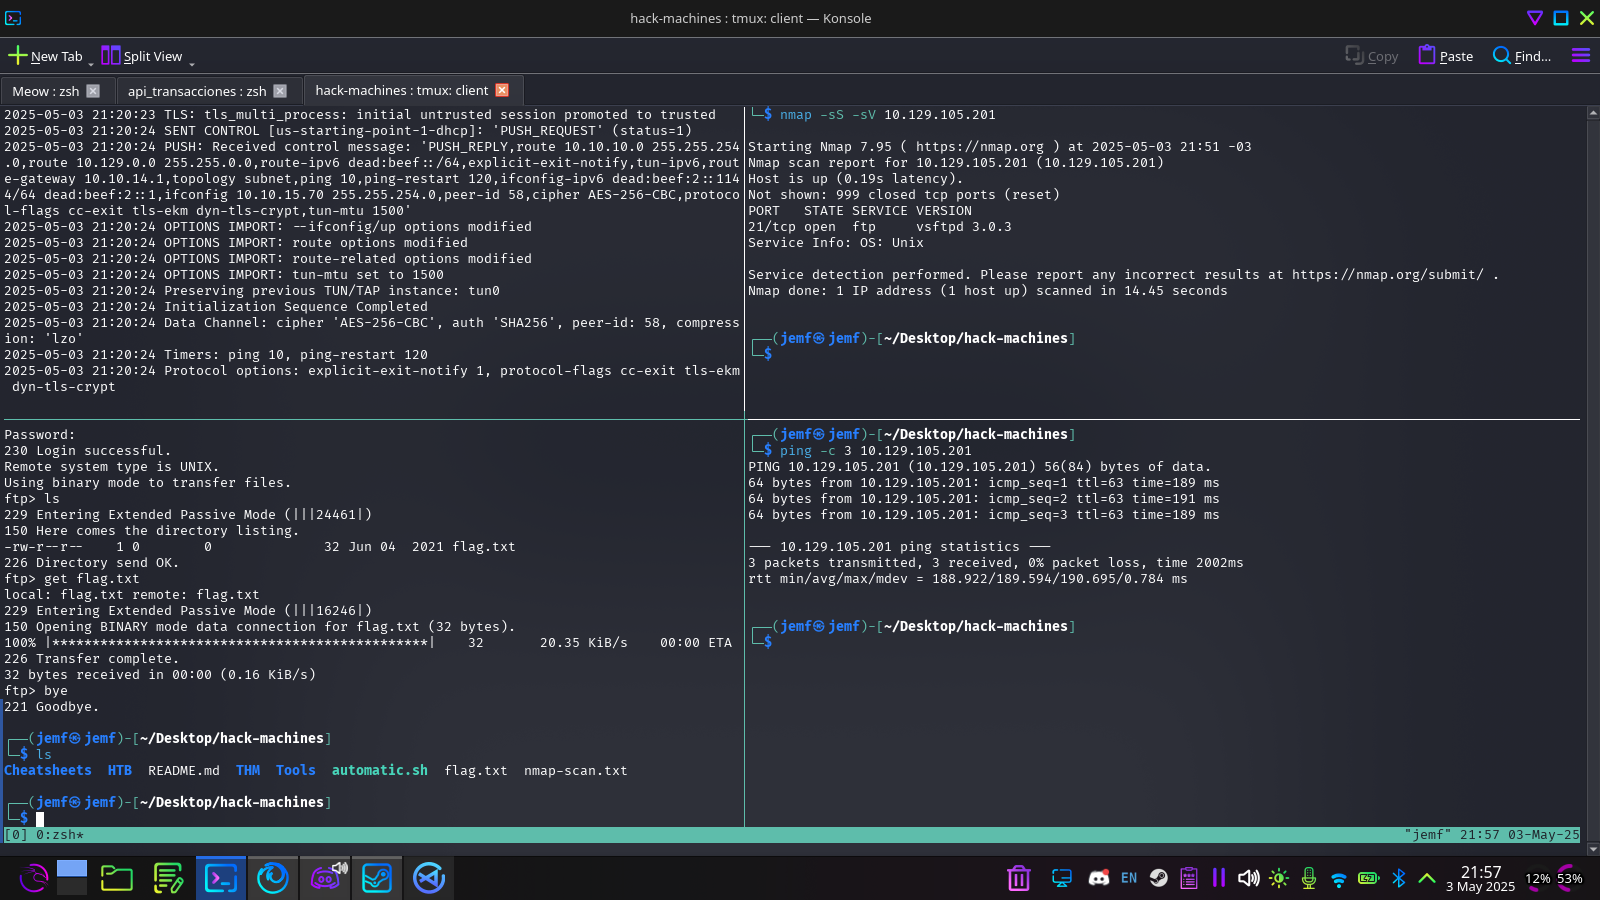 hack-machines : tmux: client — Konsole
New Tab
Split View
Copy
Paste
Find...
Meow : zsh
api_transacciones : zsh
hack-machines : tmux: client
2025-05-03 21:20:23 TLS: tls_multi_process: initial untrusted session promoted to trusted
2025-05-03 21:20:24 SENT CONTROL [us-starting-point-1-dhcp]: 'PUSH_REQUEST' (status=1)
2025-05-03 21:20:24 PUSH: Received control message: 'PUSH_REPLY,route 10.10.10.0 255.255.254
.0,route 10.129.0.0 255.255.0.0,route-ipv6 dead:beef::/64,explicit-exit-notify,tun-ipv6,rout
e-gateway 10.10.14.1,topology subnet,ping 10,ping-restart 120,ifconfig-ipv6 dead:beef:2::114
4/64 dead:beef:2::1,ifconfig 10.10.15.70 255.255.254.0,peer-id 58,cipher AES-256-CBC,protoco
l-flags cc-exit tls-ekm dyn-tls-crypt,tun-mtu 1500'
2025-05-03 21:20:24 OPTIONS IMPORT: --ifconfig/up options modified
2025-05-03 21:20:24 OPTIONS IMPORT: route options modified
2025-05-03 21:20:24 OPTIONS IMPORT: route-related options modified
2025-05-03 21:20:24 OPTIONS IMPORT: tun-mtu set to 1500
2025-05-03 21:20:24 Preserving previous TUN/TAP instance: tun0
2025-05-03 21:20:24 Initialization Sequence Completed
2025-05-03 21:20:24 Data Channel: cipher 'AES-256-CBC', auth 'SHA256', peer-id: 58, compress
ion: 'lzo'
2025-05-03 21:20:24 Timers: ping 10, ping-restart 120
2025-05-03 21:20:24 Protocol options: explicit-exit-notify 1, protocol-flags cc-exit tls-ekm
dyn-tls-crypt
└─$ nmap -sS -sV 10.129.105.201
Starting Nmap 7.95 ( https://nmap.org ) at 2025-05-03 21:51 -03
Nmap scan report for 10.129.105.201 (10.129.105.201)
Host is up (0.19s latency).
Not shown: 999 closed tcp ports (reset)
PORT   STATE SERVICE VERSION
21/tcp open  ftp     vsftpd 3.0.3
Service Info: OS: Unix
Service detection performed. Please report any incorrect results at https://nmap.org/submit/ .
Nmap done: 1 IP address (1 host up) scanned in 14.45 seconds
┌──(jemf㉿jemf)-[~/Desktop/hack-machines]
└─$
Password:
230 Login successful.
Remote system type is UNIX.
Using binary mode to transfer files.
ftp> ls
229 Entering Extended Passive Mode (|||24461|)
150 Here comes the directory listing.
-rw-r--r--    1 0        0              32 Jun 04  2021 flag.txt
226 Directory send OK.
ftp> get flag.txt
local: flag.txt remote: flag.txt
229 Entering Extended Passive Mode (|||16246|)
150 Opening BINARY mode data connection for flag.txt (32 bytes).
100% |***********************************************|    32       20.35 KiB/s    00:00 ETA
226 Transfer complete.
32 bytes received in 00:00 (0.16 KiB/s)
ftp> bye
221 Goodbye.
┌──(jemf㉿jemf)-[~/Desktop/hack-machines]
└─$ ls
Cheatsheets  HTB  README.md  THM  Tools  automatic.sh  flag.txt  nmap-scan.txt
┌──(jemf㉿jemf)-[~/Desktop/hack-machines]
└─$
┌──(jemf㉿jemf)-[~/Desktop/hack-machines]
└─$ ping -c 3 10.129.105.201
PING 10.129.105.201 (10.129.105.201) 56(84) bytes of data.
64 bytes from 10.129.105.201: icmp_seq=1 ttl=63 time=189 ms
64 bytes from 10.129.105.201: icmp_seq=2 ttl=63 time=191 ms
64 bytes from 10.129.105.201: icmp_seq=3 ttl=63 time=189 ms
--- 10.129.105.201 ping statistics ---
3 packets transmitted, 3 received, 0% packet loss, time 2002ms
rtt min/avg/max/mdev = 188.922/189.594/190.695/0.784 ms
┌──(jemf㉿jemf)-[~/Desktop/hack-machines]
└─$
[0] 0:zsh*
"jemf" 21:57 03-May-25
EN
21:57
3 May 2025
12%
53%